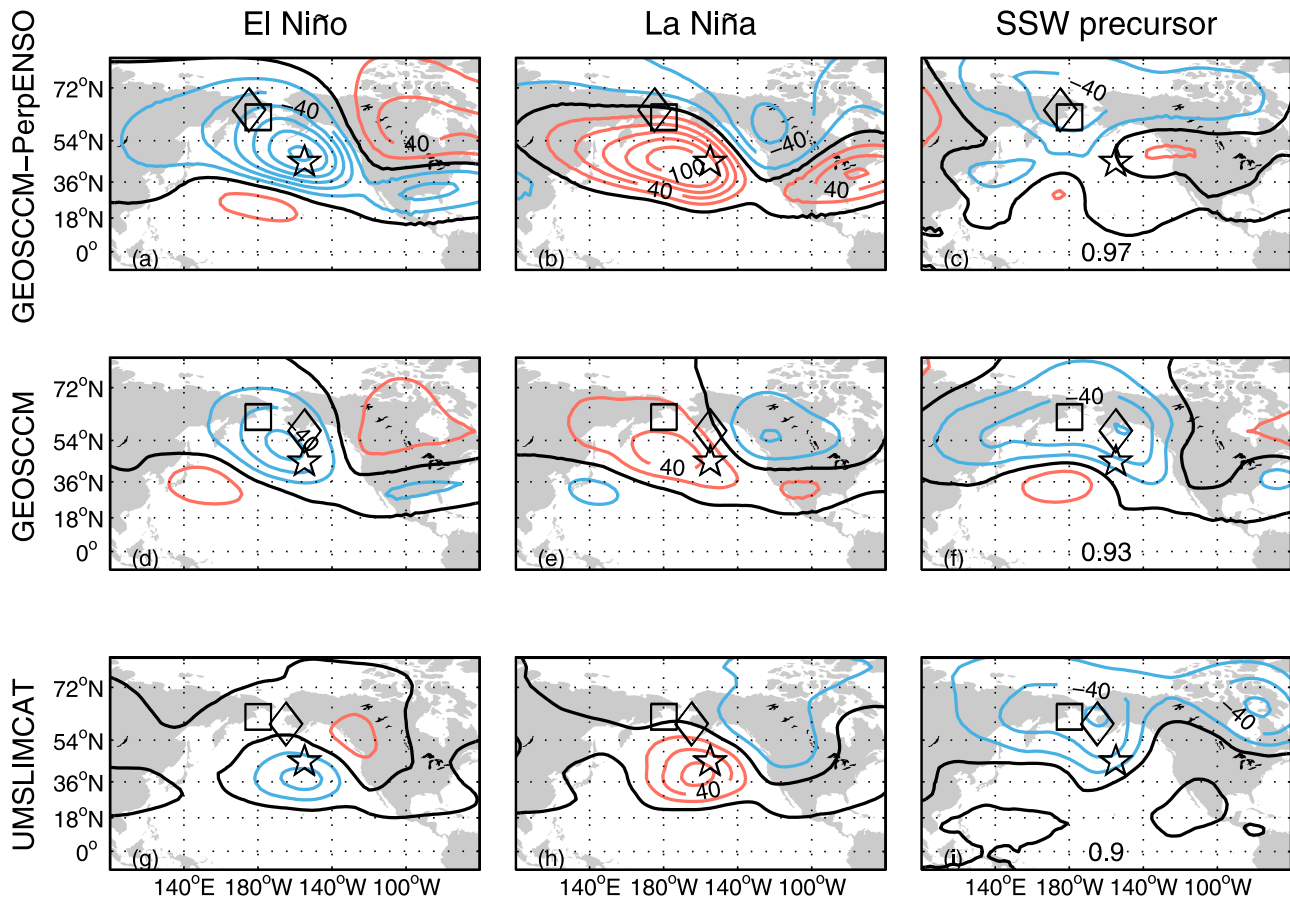 El Niño La Niña SSW precursor
GEOSCCM−PerpENSO
72°N
54°N
36°N
18°N
0°
−40
40
(a)
−40
100
40
40
(b)
−40
0.97
(c)
GEOSCCM
72°N
54°N
36°N
18°N
0°
−40
(d)
40
(e)
−40
0.93
(f)
UMSLIMCAT
72°N
54°N
36°N
18°N
0°
(g)
40
(h)
−40
−40
0.9
(i)
140°E 180°W 140°W 100°W
140°E 180°W 140°W 100°W
140°E 180°W 140°W 100°W